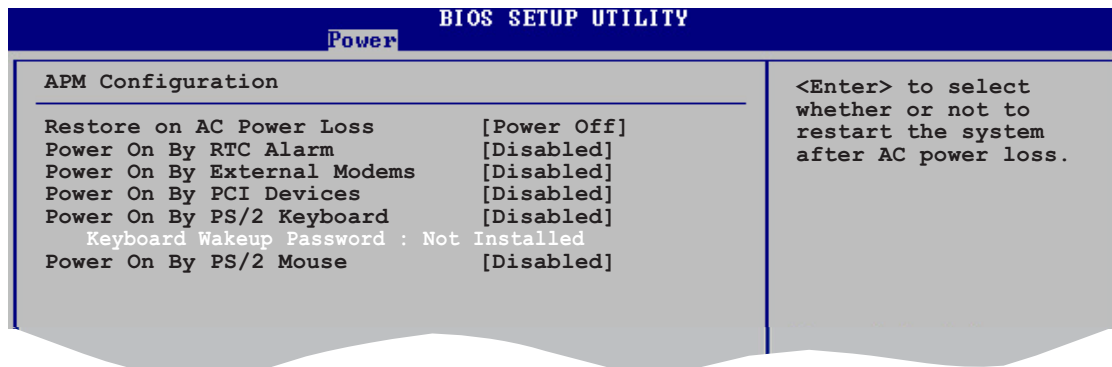 BIOS SETUP UTILITY
Power
APM Configuration
Restore on AC Power Loss [Power Off]
Power On By RTC Alarm [Disabled]
Power On By External Modems [Disabled]
Power On By PCI Devices [Disabled]
Power On By PS/2 Keyboard [Disabled]
Keyboard Wakeup Password : Not Installed
Power On By PS/2 Mouse [Disabled]
<Enter> to select
whether or not to
restart the system
after AC power loss.